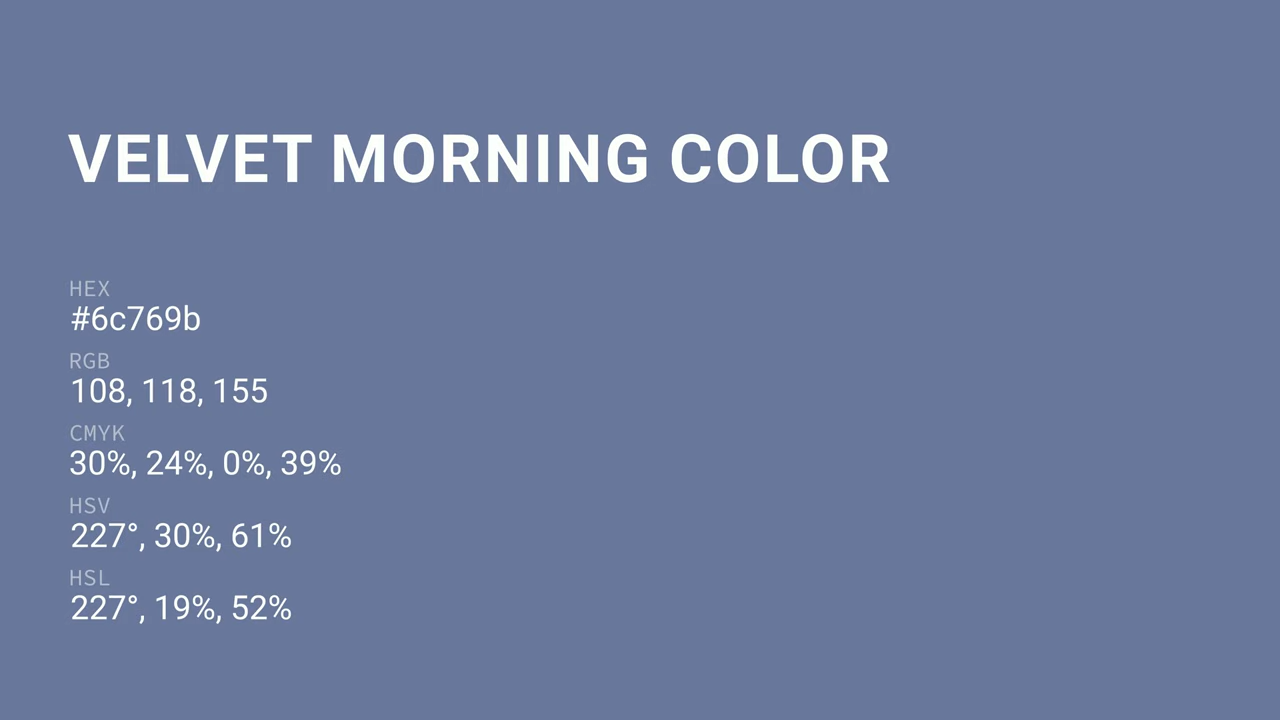 VELVET MORNING COLOR
HEX
#6c769b
RGB
108, 118, 155
CMYK
30%, 24%, 0%, 39%
HSV
227°, 30%, 61%
HSL
227°, 19%, 52%